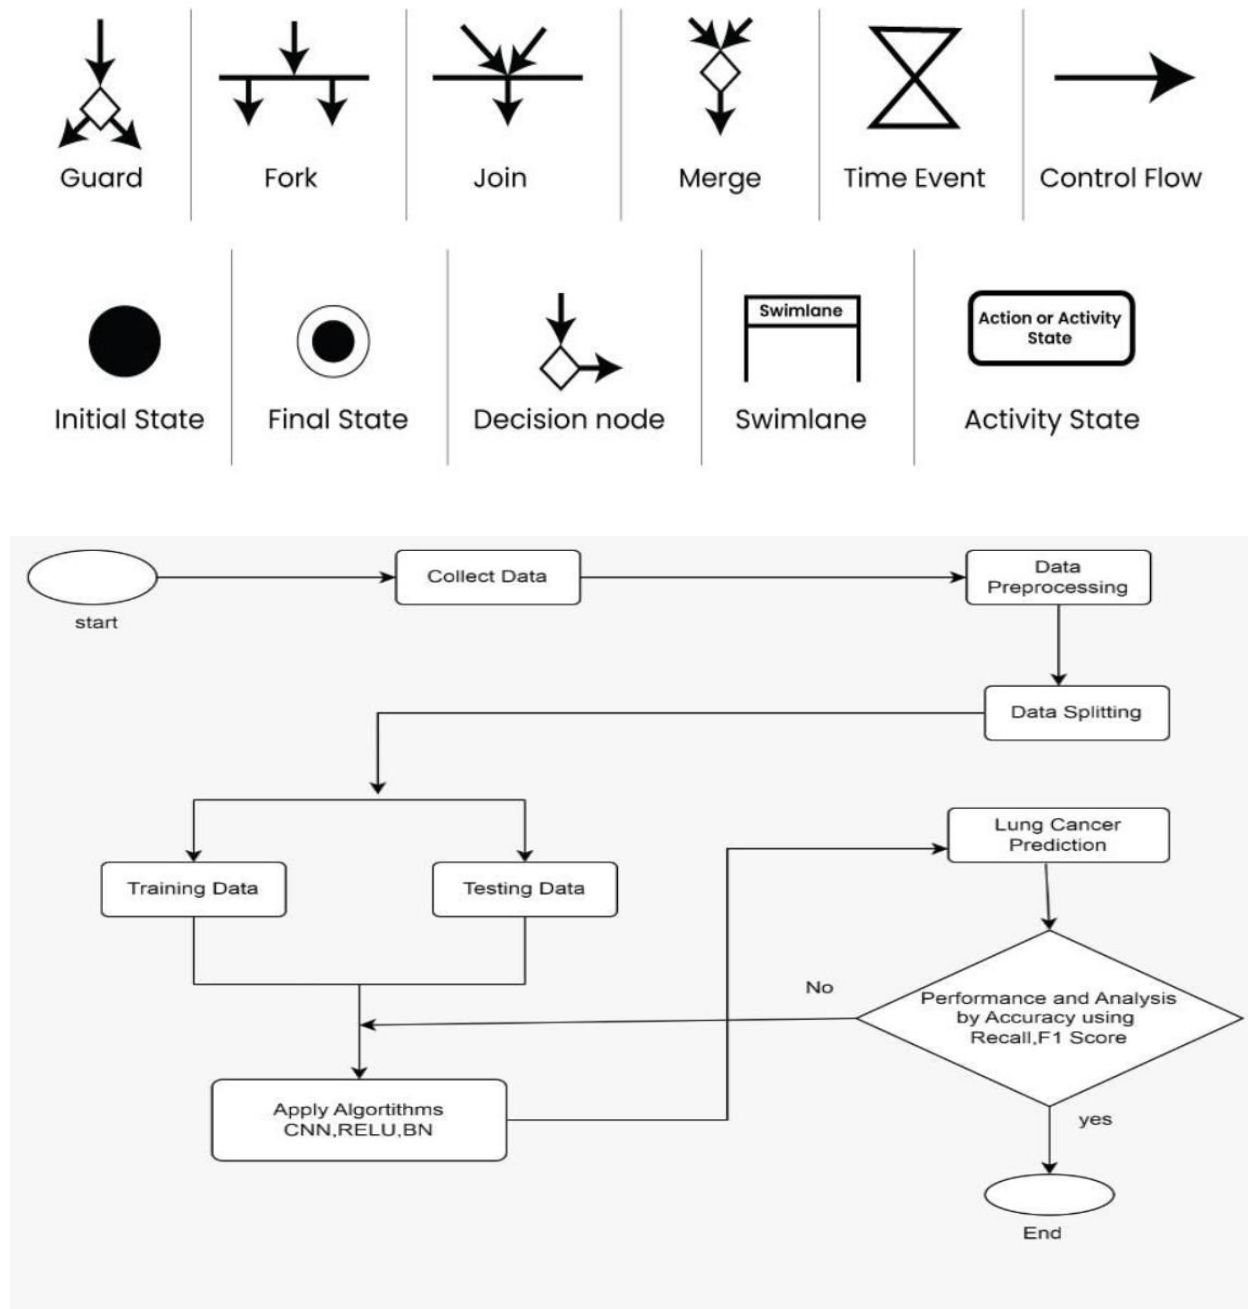 Guard
Fork
Join
Merge
Time Event
Control Flow
Swimlane
Action or Activity
State
Initial State
Final State
Decision node
Swimlane
Activity State
start
Collect Data
Data
Preprocessing
Data Splitting
Training Data
Testing Data
Lung Cancer
Prediction
No
Performance and Analysis
by Accuracy using
Recall,F1 Score
Apply Algortithms
CNN,RELU,BN
yes
End